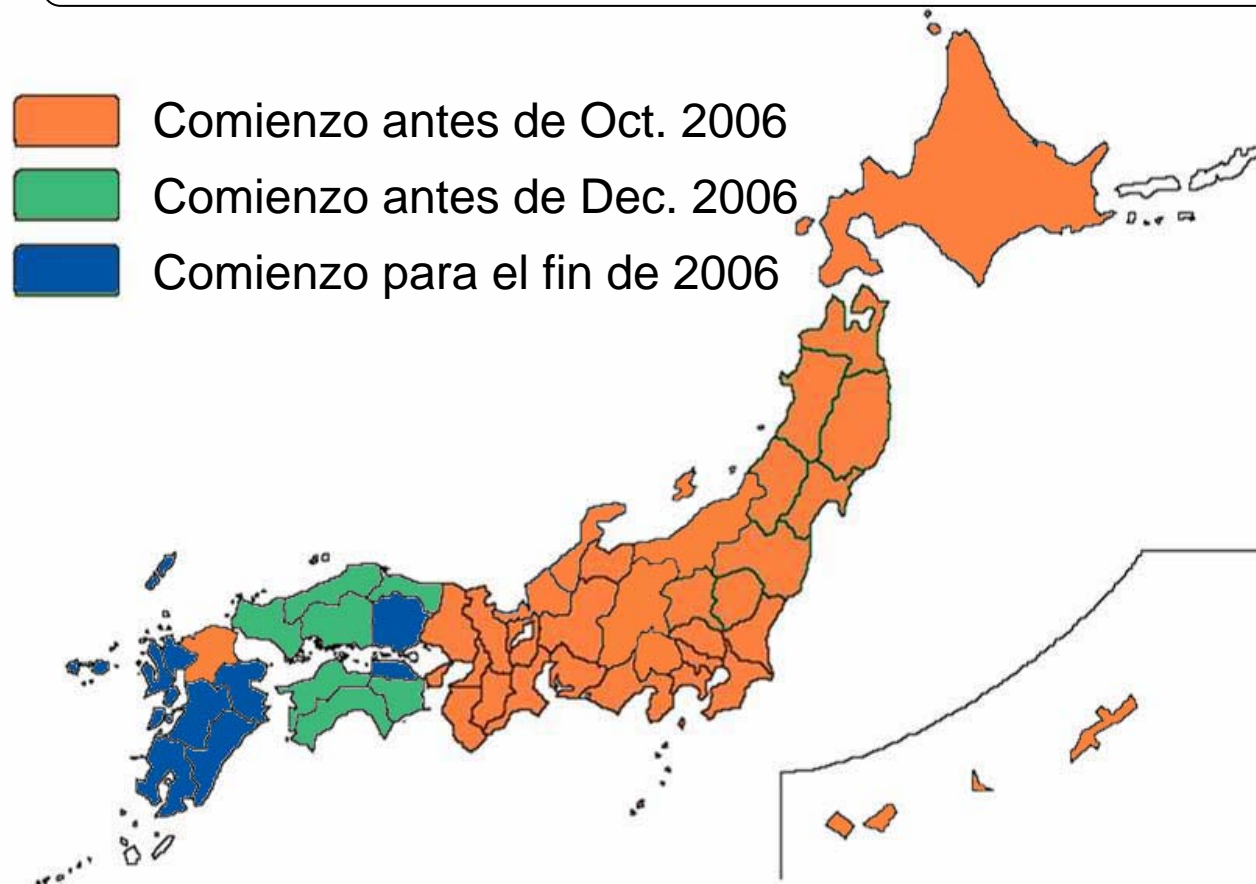 Comienzo antes de Oct. 2006
Comienzo antes de Dec. 2006
Comienzo para el fin de 2006